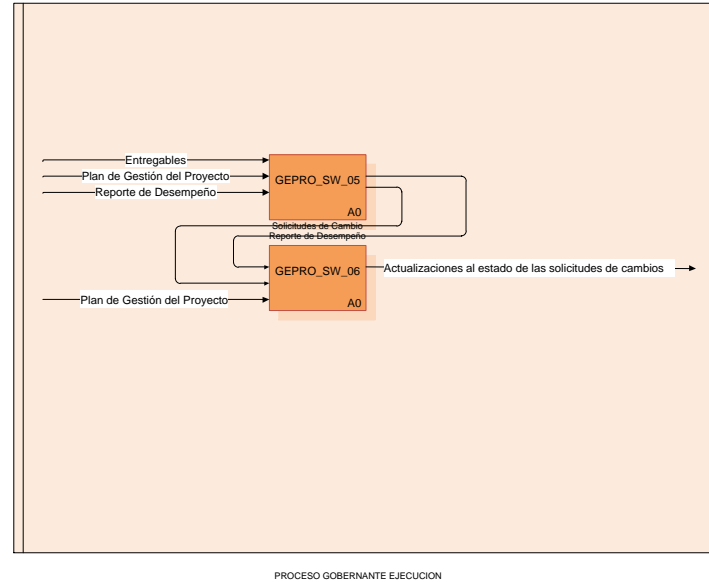 Entregables
Plan de Gestión del Proyecto
Reporte de Desempeño
GEPRO_SW_05
A0
Solicitudes de Cambio
Reporte de Desempeño
GEPRO_SW_06
A0
Plan de Gestión del Proyecto
Actualizaciones al estado de las solicitudes de cambios
PROCESO GOBERNANTE EJECUCION